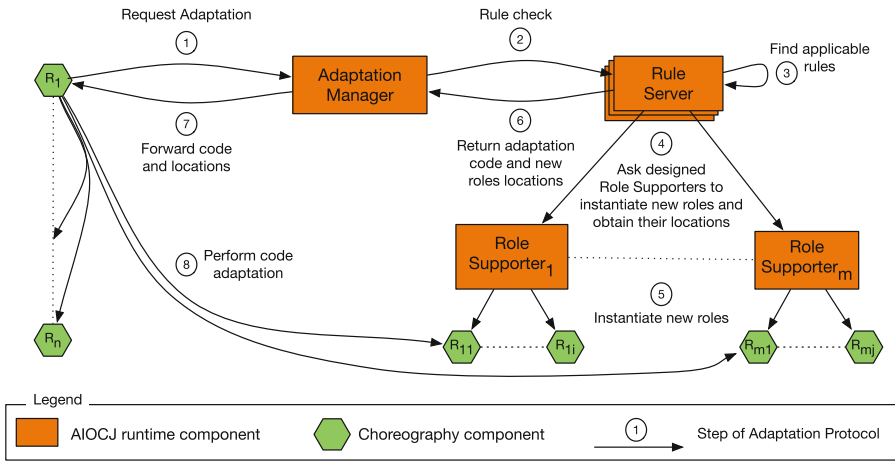 Request Adaptation
1
Rule check
2
R1
Adaptation
Manager
Rule
Server
Find applicable
rules
3
7
Forward code
and locations
6
Return adaptation
code and new
roles locations
4
Ask designed
Role Supporters to
instantiate new roles and
obtain their locations
8
Perform code
adaptation
Role
Supporter1
Role
Supporterm
5
Instantiate new roles
Rn
R11
R1i
Rm1
Rmj
Legend
AIOCJ runtime component
Choreography component
1
Step of Adaptation Protocol